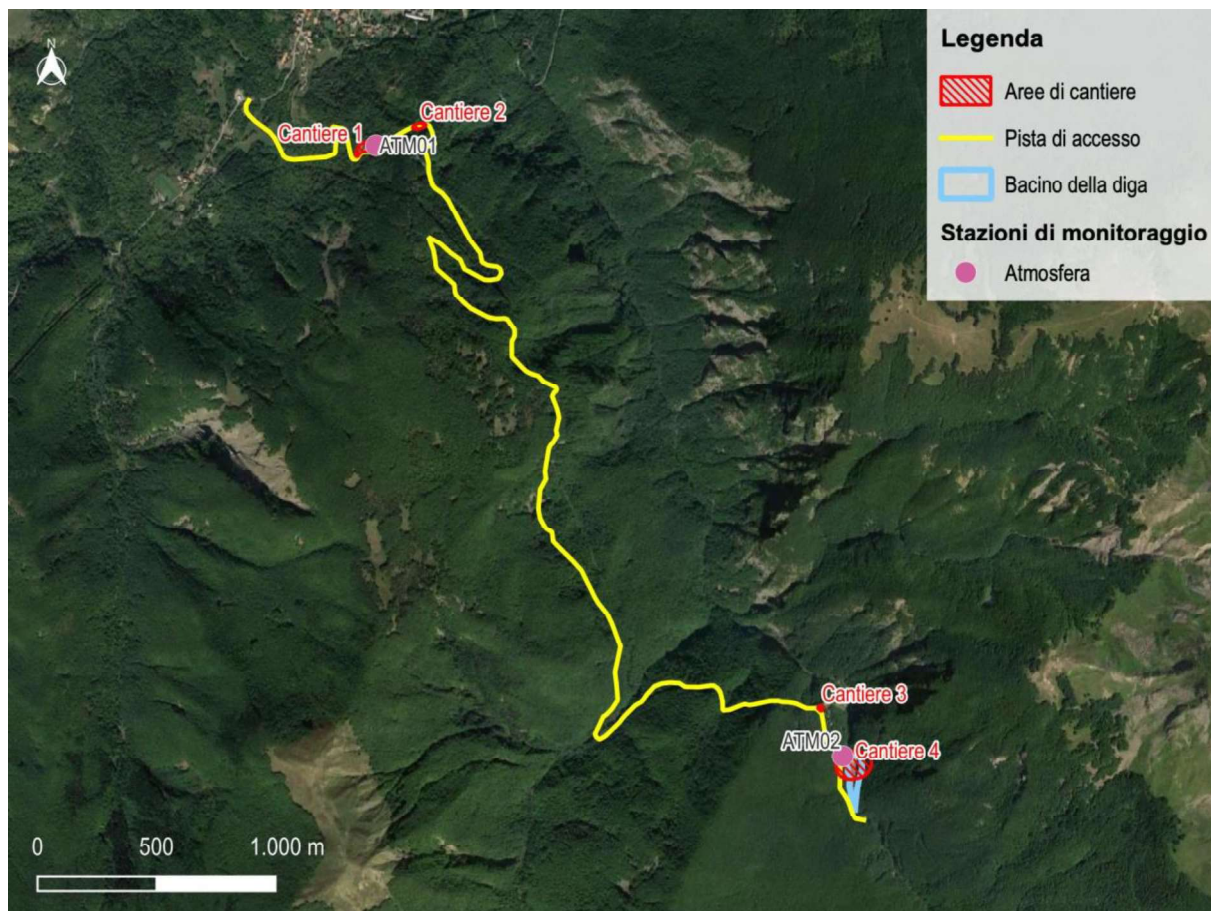 N
Legenda
Aree di cantiere
Pista di accesso
Bacino della diga
Stazioni di monitoraggio
Atmosfera
Cantiere 2
Cantiere 1
ATM01
Cantiere 3
ATM02
Cantiere 4
0 500 1.000 m